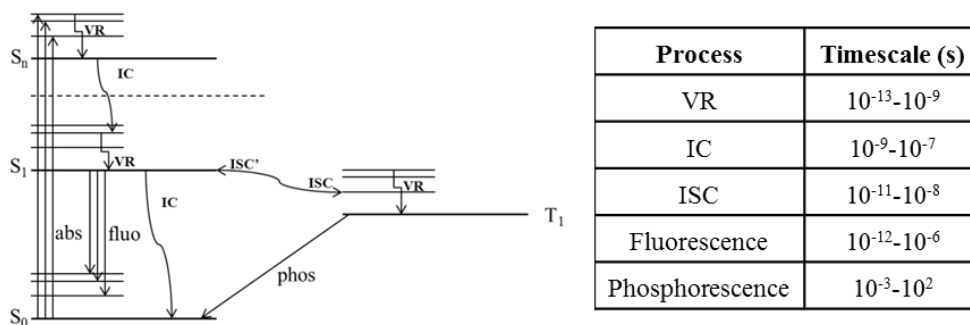 VR
Sn
IC
S1
VR
ISC'
ISC
VR
IC
T1
abs
fluo
phos
S0
Process Timescale (s)
VR 10⁻¹³-10⁻⁹
IC 10⁻⁹-10⁻⁷
ISC 10⁻¹¹-10⁻⁸
Fluorescence 10⁻¹²-10⁻⁶
Phosphorescence 10⁻³-10²